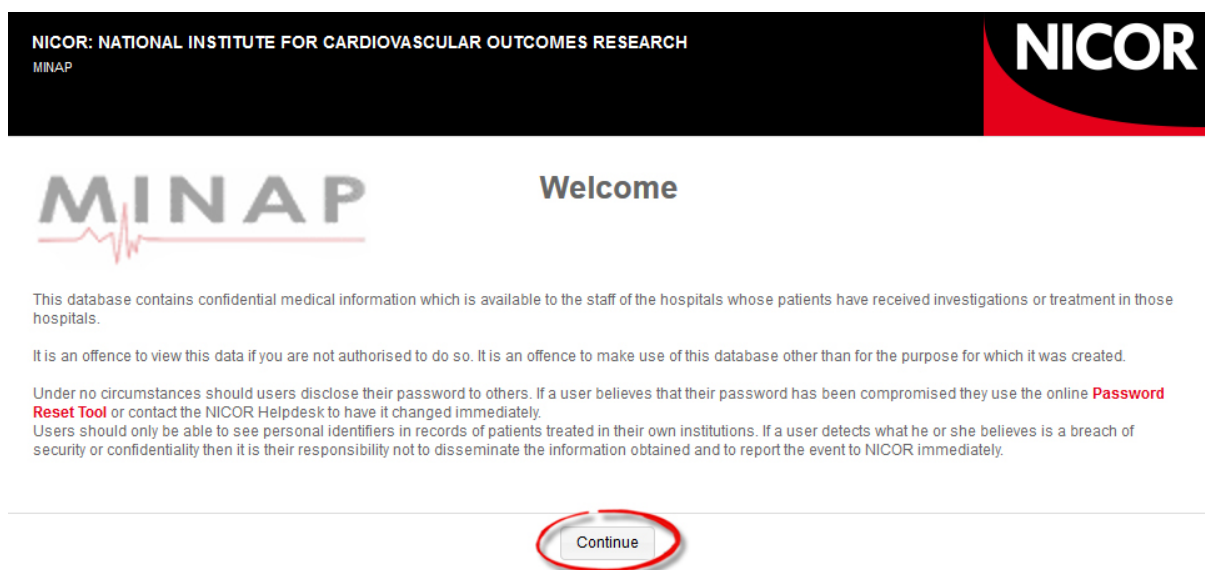 NICOR: NATIONAL INSTITUTE FOR CARDIOVASCULAR OUTCOMES RESEARCH
MINAP
NICOR
MINAP
Welcome
This database contains confidential medical information which is available to the staff of the hospitals whose patients have received investigations or treatment in those
hospitals.
It is an offence to view this data if you are not authorised to do so. It is an offence to make use of this database other than for the purpose for which it was created.
Under no circumstances should users disclose their password to others. If a user believes that their password has been compromised they use the online Password
Reset Tool or contact the NICOR Helpdesk to have it changed immediately.
Users should only be able to see personal identifiers in records of patients treated in their own institutions. If a user detects what he or she believes is a breach of
security or confidentiality then it is their responsibility not to disseminate the information obtained and to report the event to NICOR immediately.
Continue